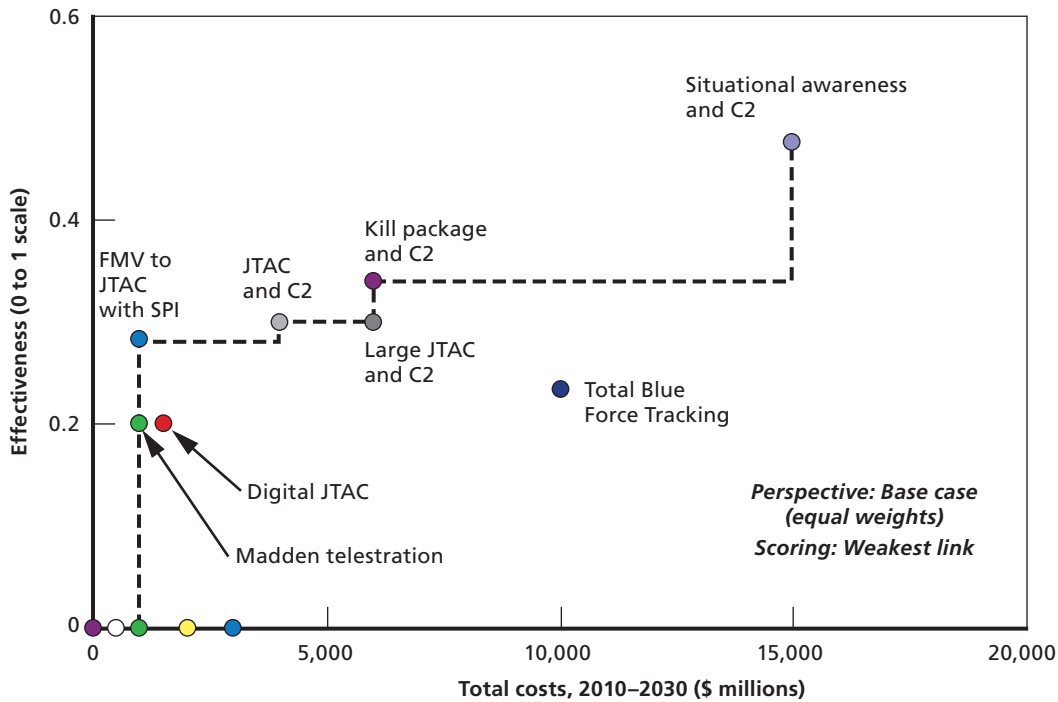 0.6
Situational awareness
and C2
0.4
Kill package
and C2
FMV to
JTAC
with SPI
JTAC
and C2
Large JTAC
and C2
Total Blue
Force Tracking
0.2
Digital JTAC
Madden telestration
Perspective: Base case
(equal weights)
Scoring: Weakest link
0
0
5,000
10,000
15,000
20,000
Effectiveness (0 to 1 scale)
Total costs, 2010–2030 ($ millions)